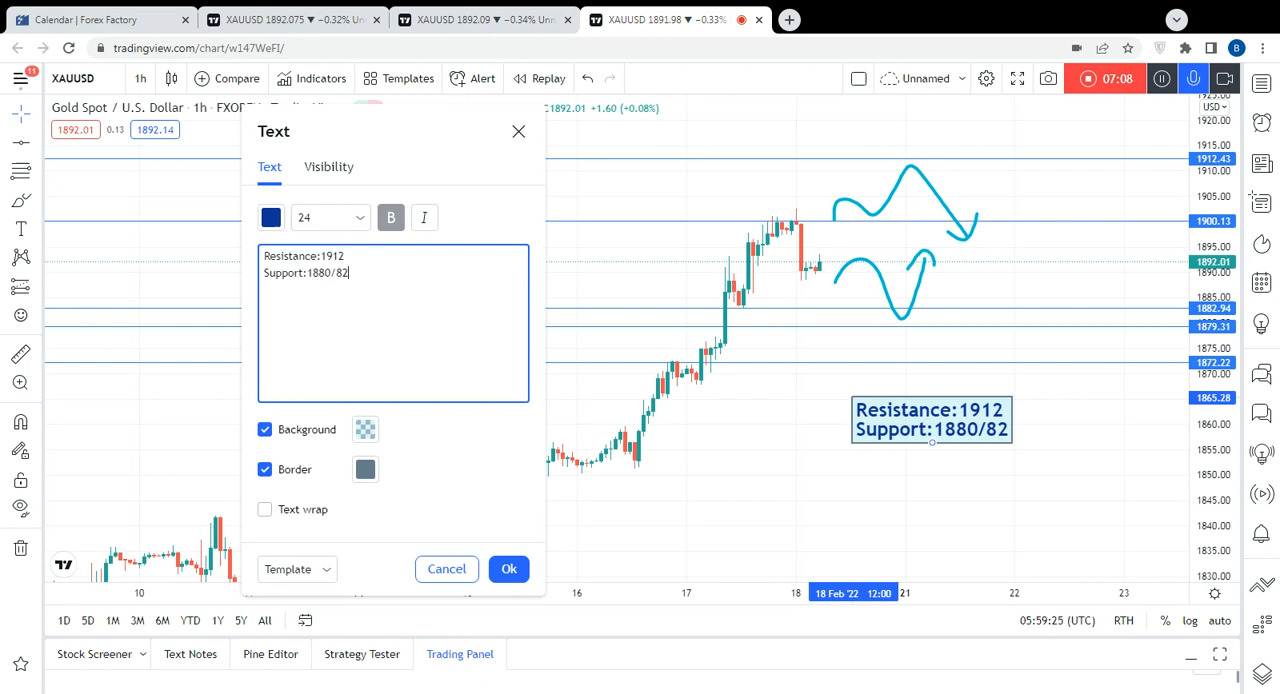 Calendar | Forex Factory
XAUUSD 1892.075 ▼ −0.32% Unn
XAUUSD 1892.09 ▼ −0.34% Unn
XAUUSD 1891.98 ▼ −0.33%
tradingview.com/chart/w147WeFI/
B
11
XAUUSD
1h
Compare
Indicators
Templates
Alert
Replay
Unnamed
07:08
Gold Spot / U.S. Dollar · 1h · FXOPEN
C1892.01 +1.60 (+0.08%)
1892.01
0.13
1892.14
Text
Text
Visibility
24
B
I
Resistance:1912
Support:1880/82
Background
Border
Text wrap
Template
Cancel
Ok
Resistance:1912
Support:1880/82
1925.00
USD
1920.00
1915.00
1912.43
1910.00
1905.00
1900.13
1895.00
1892.01
1890.00
1885.00
1882.94
1879.31
1875.00
1872.22
1870.00
1865.28
1860.00
1855.00
1850.00
1845.00
1840.00
1835.00
1830.00
10
16
17
18
18 Feb '22 12:00
21
22
23
1D
5D
1M
3M
6M
YTD
1Y
5Y
All
05:59:25 (UTC)
RTH
%
log
auto
Stock Screener
Text Notes
Pine Editor
Strategy Tester
Trading Panel